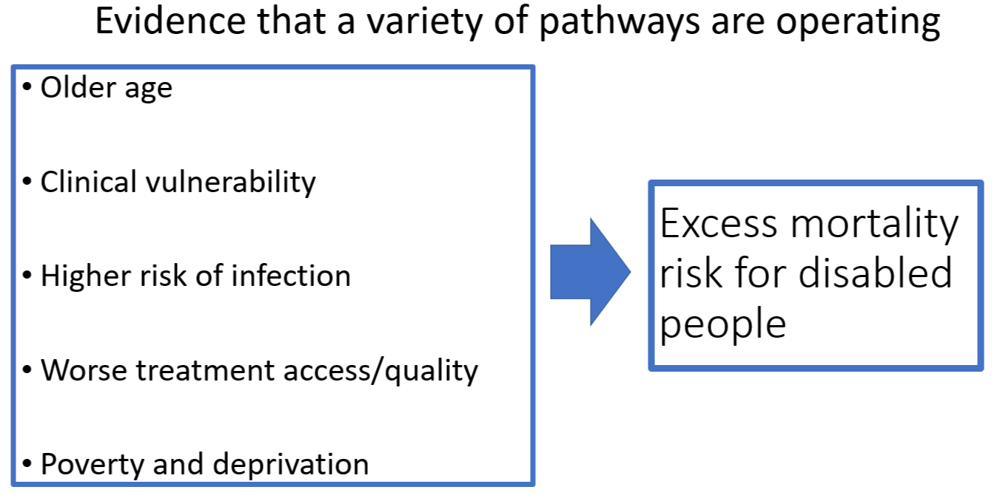 Evidence that a variety of pathways are operating
• Older age
• Clinical vulnerability
• Higher risk of infection
• Worse treatment access/quality
• Poverty and deprivation
Excess mortality
risk for disabled
people